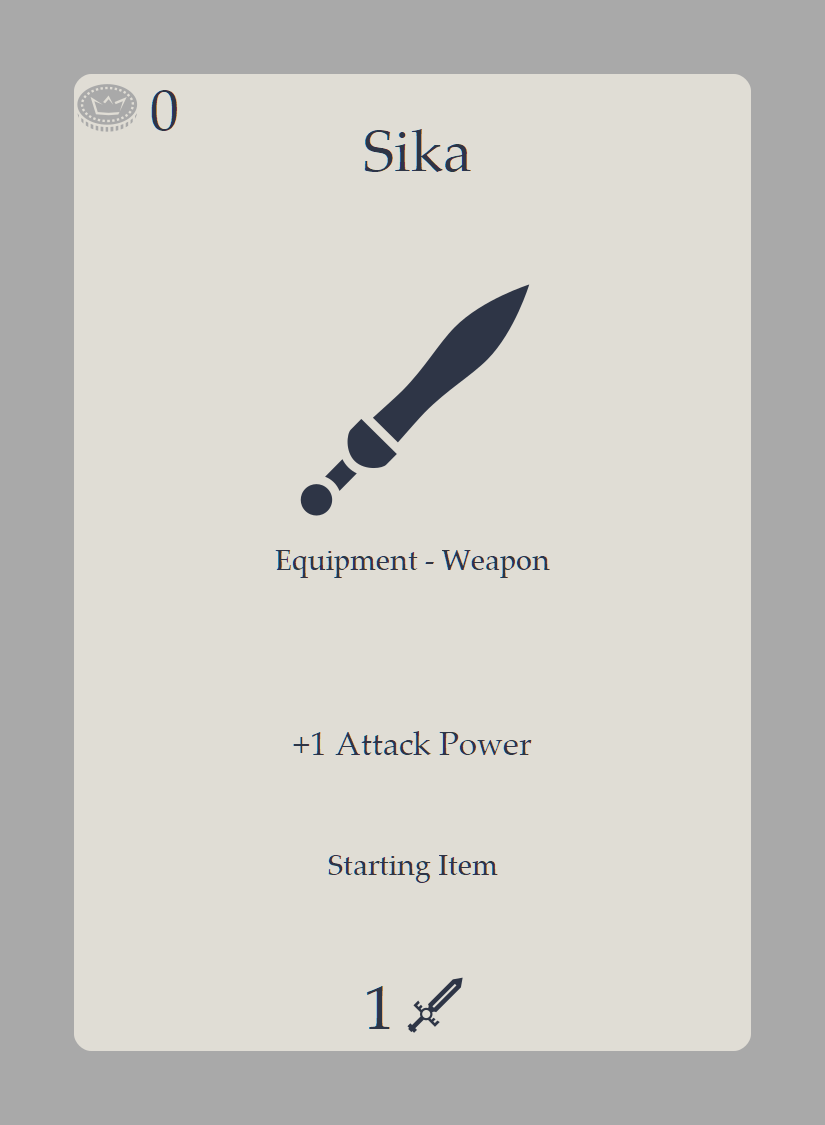 0
Sika
Equipment - Weapon
+1 Attack Power
Starting Item
1